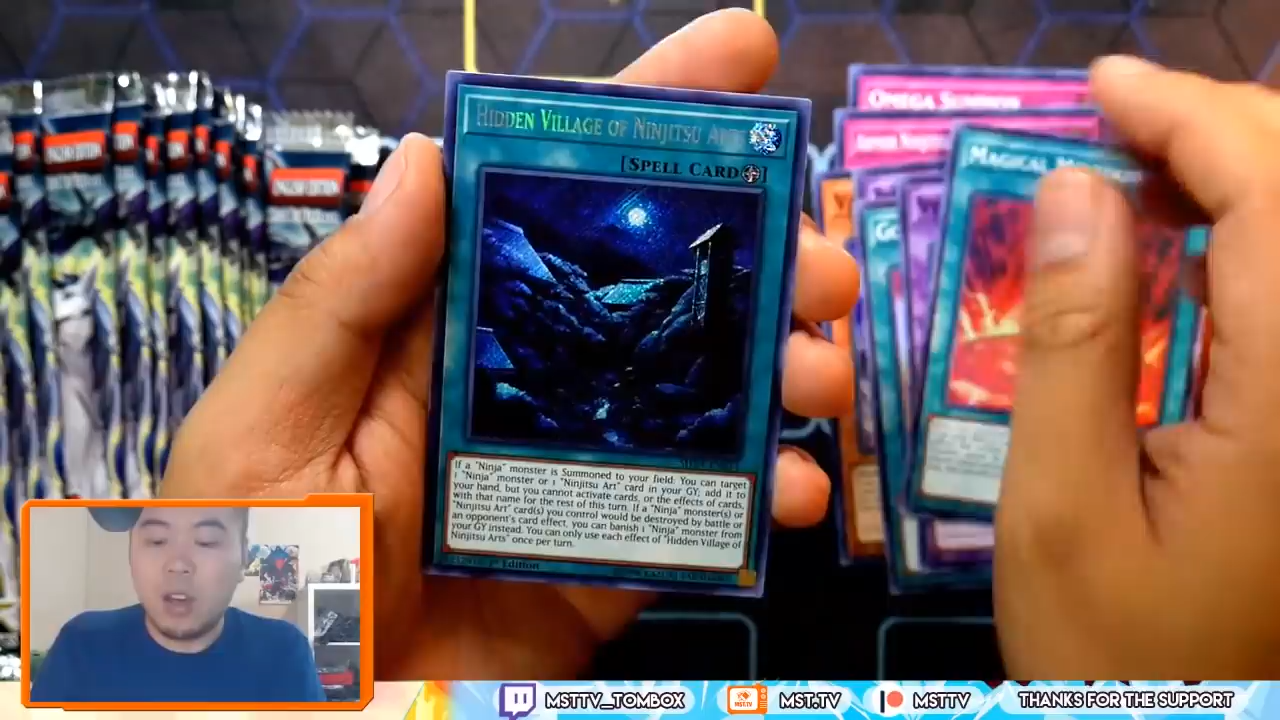 OMEGA SUMMON
HIDDEN VILLAGE OF NINJITSU ART
[SPELL CARD]
MAGICAL
If a "Ninja" monster is Summoned to your field: You can target
1 "Ninja" monster or 1 "Ninjitsu Art" card in your GY; add it to
your hand, but you cannot activate cards, or the effects of cards,
with that name for the rest of this turn. If a "Ninja" monster(s) or
"Ninjitsu Art" card(s) you control would be destroyed by battle or
an opponent's card effect, you can banish 1 "Ninja" monster from
your GY instead. You can only use each effect of "Hidden Village of
Ninjitsu Arts" once per turn.
1st Edition
MSTTV_TOMBOX
MST.TV
MST.TV
MSTTV
THANKS FOR THE SUPPORT